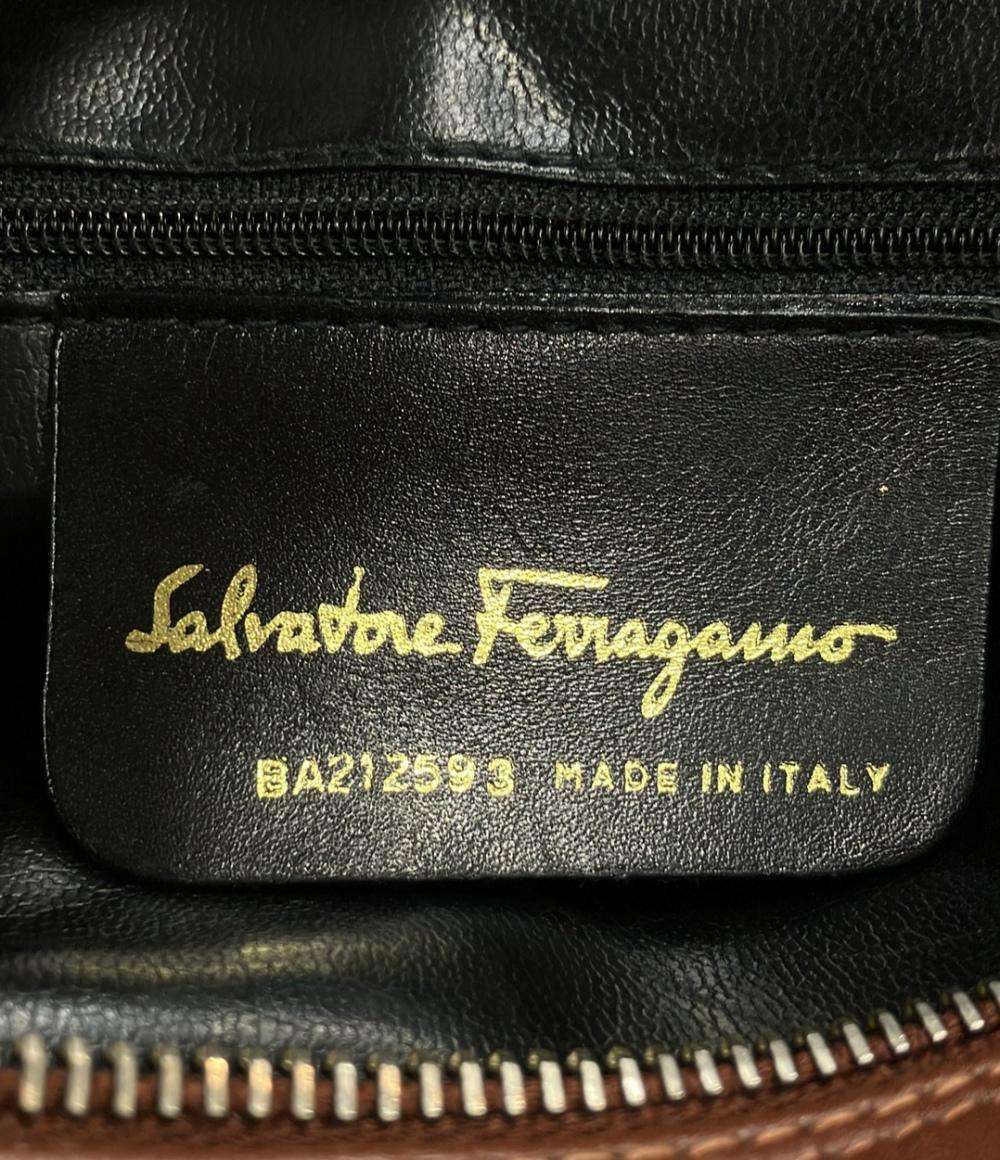 Salvatore Ferragamo
BA212593 MADE IN ITALY